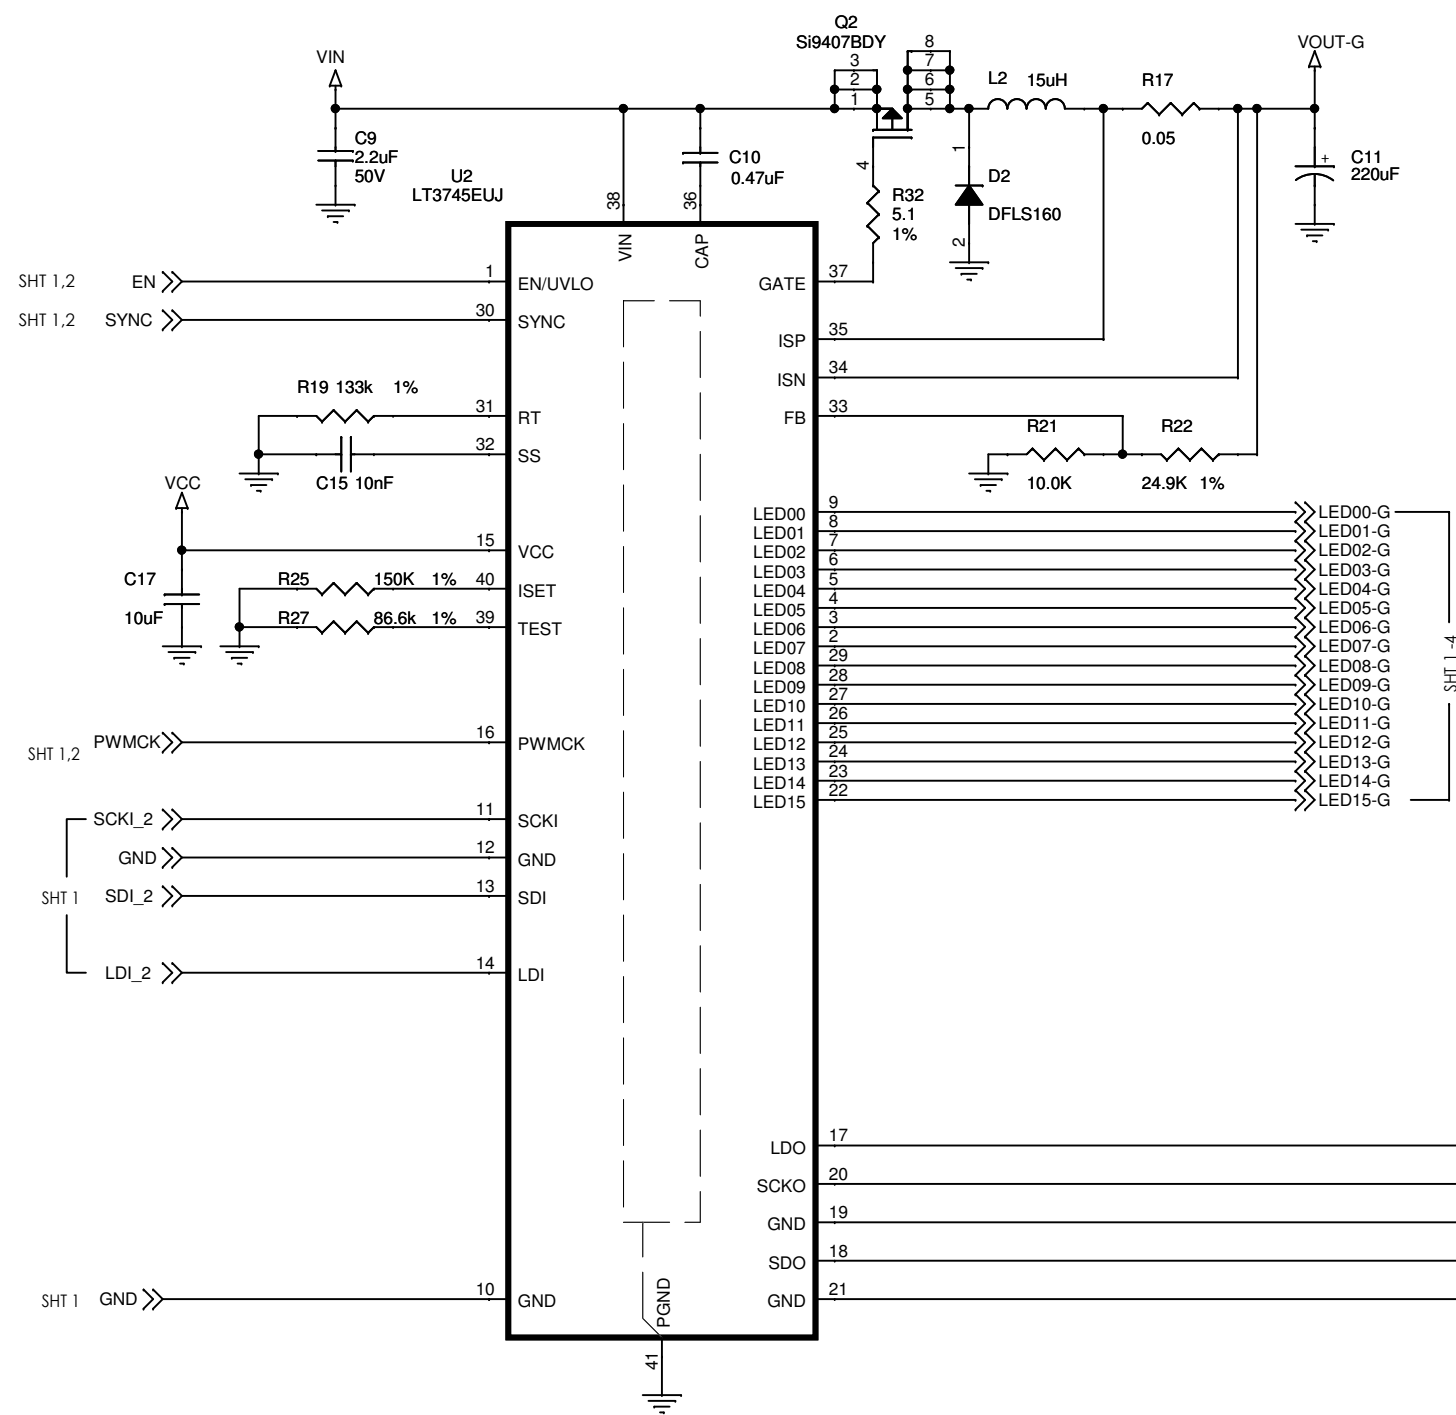 Q2
Si9407BDY
VIN
VOUT-G
8
7
6
5
3
2
1
L2 15uH
R17
0.05
C9
2.2uF
50V
U2
LT3745EUJ
C10
0.47uF
4
R32
5.1
1%
1
D2
DFLS160
2
+
C11
220uF
38
36
VIN
CAP
SHT 1,2 EN 1 EN/UVLO
SHT 1,2 SYNC 30 SYNC
GATE 37
ISP 35
ISN 34
FB 33
R19 133k 1% 31 RT
32 SS
C15 10nF
R21
10.0K
R22
24.9K 1%
VCC
15 VCC
C17
10uF
R25 150K 1% 40 ISET
R27 86.6k 1% 39 TEST
LED00 9 LED00-G
LED01 8 LED01-G
LED02 7 LED02-G
LED03 6 LED03-G
LED04 5 LED04-G
LED05 4 LED05-G
LED06 3 LED06-G
LED07 2 LED07-G
LED08 29 LED08-G
LED09 28 LED09-G
LED10 27 LED10-G
LED11 26 LED11-G
LED12 25 LED12-G
LED13 24 LED13-G
LED14 23 LED14-G
LED15 22 LED15-G
SHT 1 -4
SHT 1,2 PWMCK 16 PWMCK
SCKI_2 11 SCKI
GND 12 GND
SHT 1 SDI_2 13 SDI
LDI_2 14 LDI
LDO 17
SCKO 20
GND 19
SDO 18
GND 21
SHT 1 GND 10 GND
PGND
41